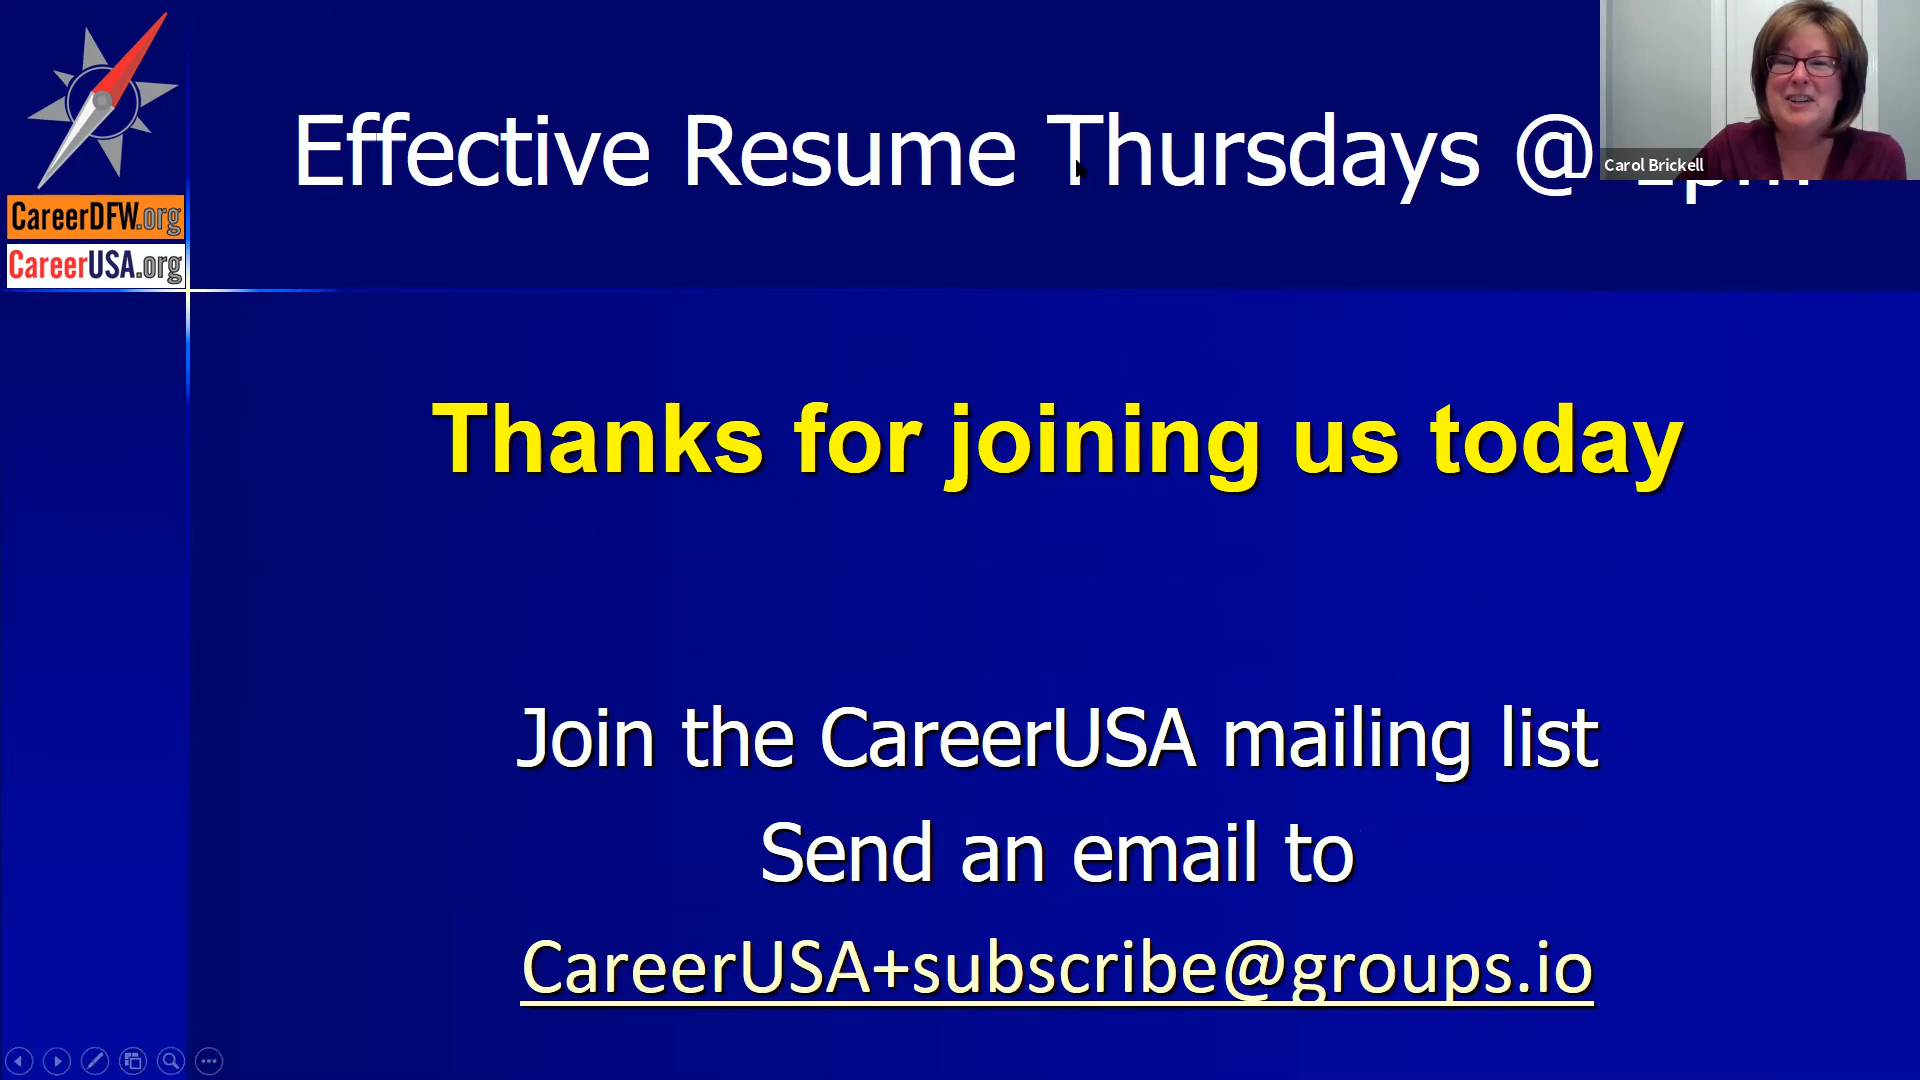 Effective Resume Thursdays @
Carol Brickell
CareerDFW.org
CareerUSA.org
Thanks for joining us today
Join the CareerUSA mailing list
Send an email to
CareerUSA+subscribe@groups.io